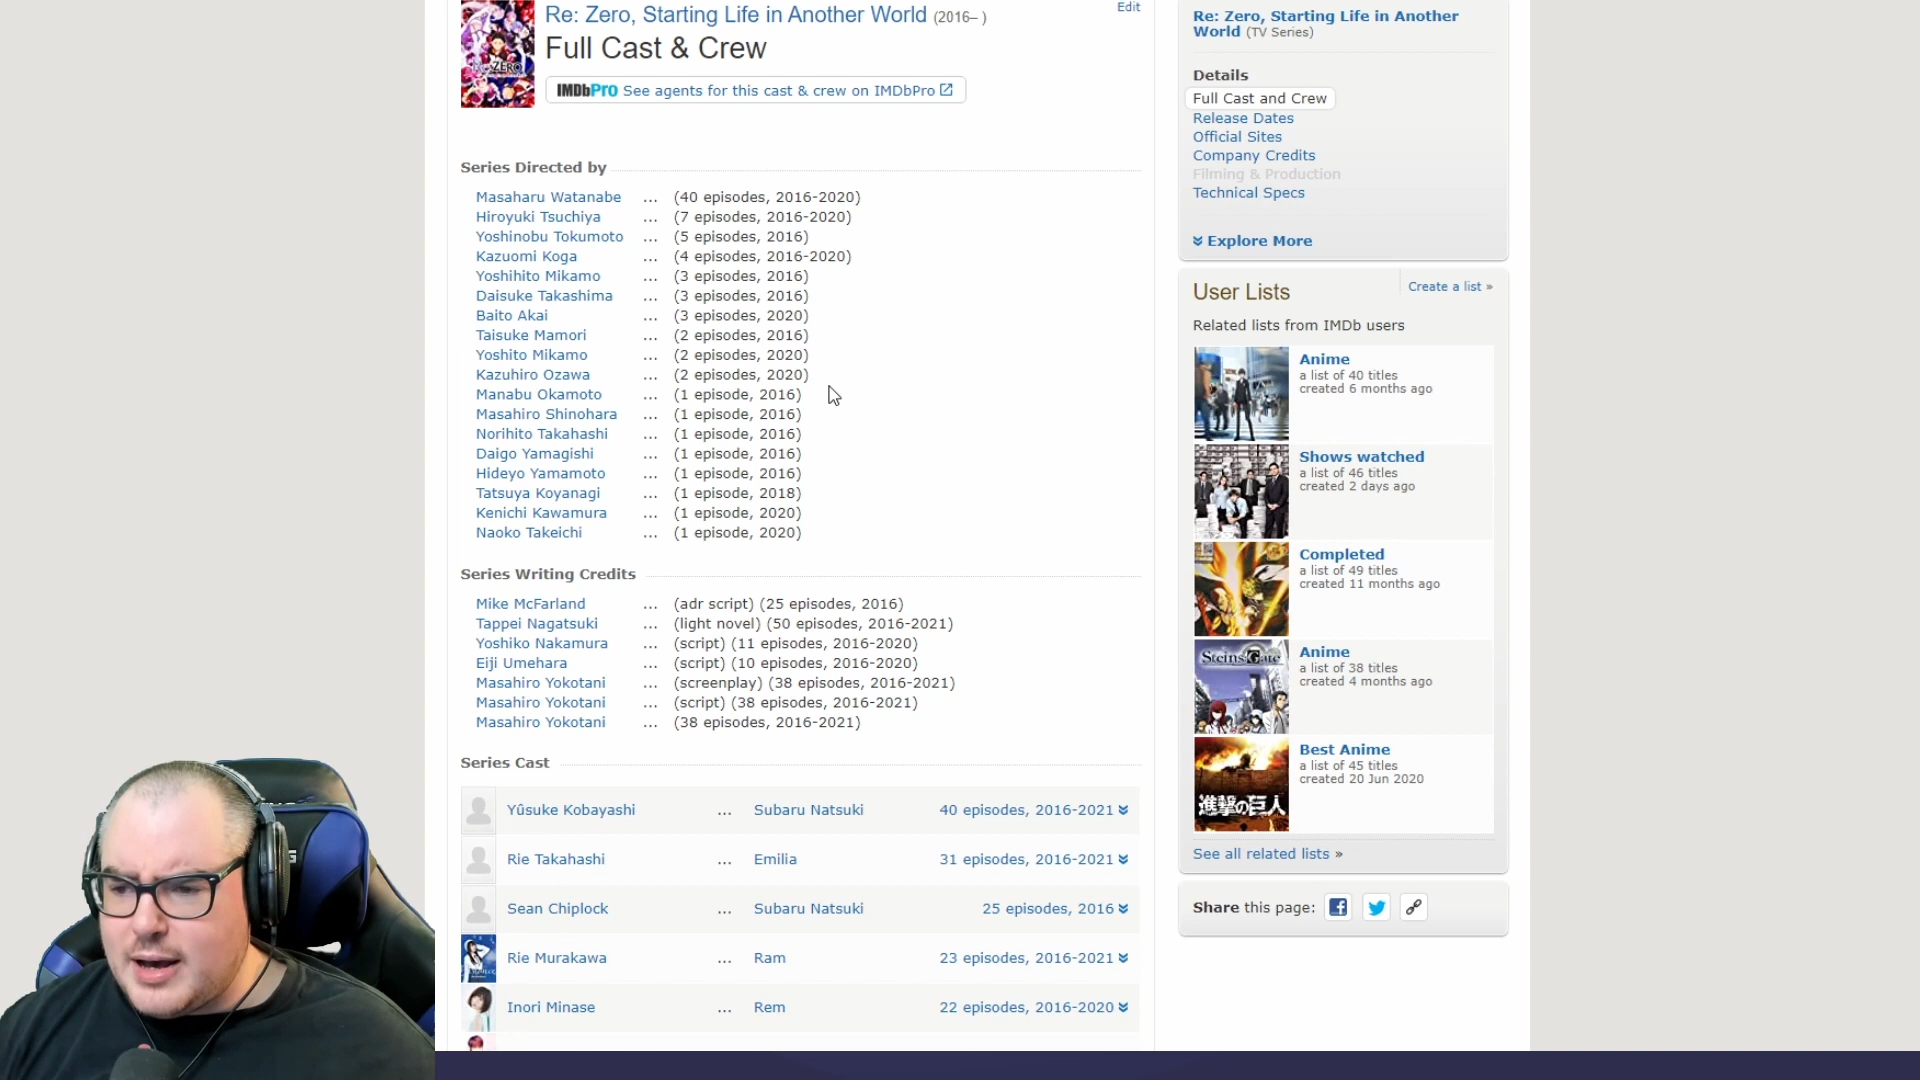 Re: Zero, Starting Life in Another World (2016– )
Edit
Full Cast & Crew
IMDbPro See agents for this cast & crew on IMDbPro
Series Directed by
Masaharu Watanabe ... (40 episodes, 2016-2020)
Hiroyuki Tsuchiya ... (7 episodes, 2016-2020)
Yoshinobu Tokumoto ... (5 episodes, 2016)
Kazuomi Koga ... (4 episodes, 2016-2020)
Yoshihito Mikamo ... (3 episodes, 2016)
Daisuke Takashima ... (3 episodes, 2016)
Baito Akai ... (3 episodes, 2020)
Taisuke Mamori ... (2 episodes, 2016)
Yoshito Mikamo ... (2 episodes, 2020)
Kazuhiro Ozawa ... (2 episodes, 2020)
Manabu Okamoto ... (1 episode, 2016)
Masahiro Shinohara ... (1 episode, 2016)
Norihito Takahashi ... (1 episode, 2016)
Daigo Yamagishi ... (1 episode, 2016)
Hideyo Yamamoto ... (1 episode, 2016)
Tatsuya Koyanagi ... (1 episode, 2018)
Kenichi Kawamura ... (1 episode, 2020)
Naoko Takeichi ... (1 episode, 2020)
Series Writing Credits
Mike McFarland ... (adr script) (25 episodes, 2016)
Tappei Nagatsuki ... (light novel) (50 episodes, 2016-2021)
Yoshiko Nakamura ... (script) (11 episodes, 2016-2020)
Eiji Umehara ... (script) (10 episodes, 2016-2020)
Masahiro Yokotani ... (screenplay) (38 episodes, 2016-2021)
Masahiro Yokotani ... (script) (38 episodes, 2016-2021)
Masahiro Yokotani ... (38 episodes, 2016-2021)
Series Cast
Yûsuke Kobayashi ... Subaru Natsuki 40 episodes, 2016-2021
Rie Takahashi ... Emilia 31 episodes, 2016-2021
Sean Chiplock ... Subaru Natsuki 25 episodes, 2016
Rie Murakawa ... Ram 23 episodes, 2016-2021
Inori Minase ... Rem 22 episodes, 2016-2020
Re: Zero, Starting Life in Another
World (TV Series)
Details
Full Cast and Crew
Release Dates
Official Sites
Company Credits
Filming & Production
Technical Specs
Explore More
User Lists
Create a list »
Related lists from IMDb users
Anime
a list of 40 titles
created 6 months ago
Shows watched
a list of 46 titles
created 2 days ago
Completed
a list of 49 titles
created 11 months ago
Steins;Gate
Anime
a list of 38 titles
created 4 months ago
進撃の巨人
Best Anime
a list of 45 titles
created 20 Jun 2020
See all related lists »
Share this page: